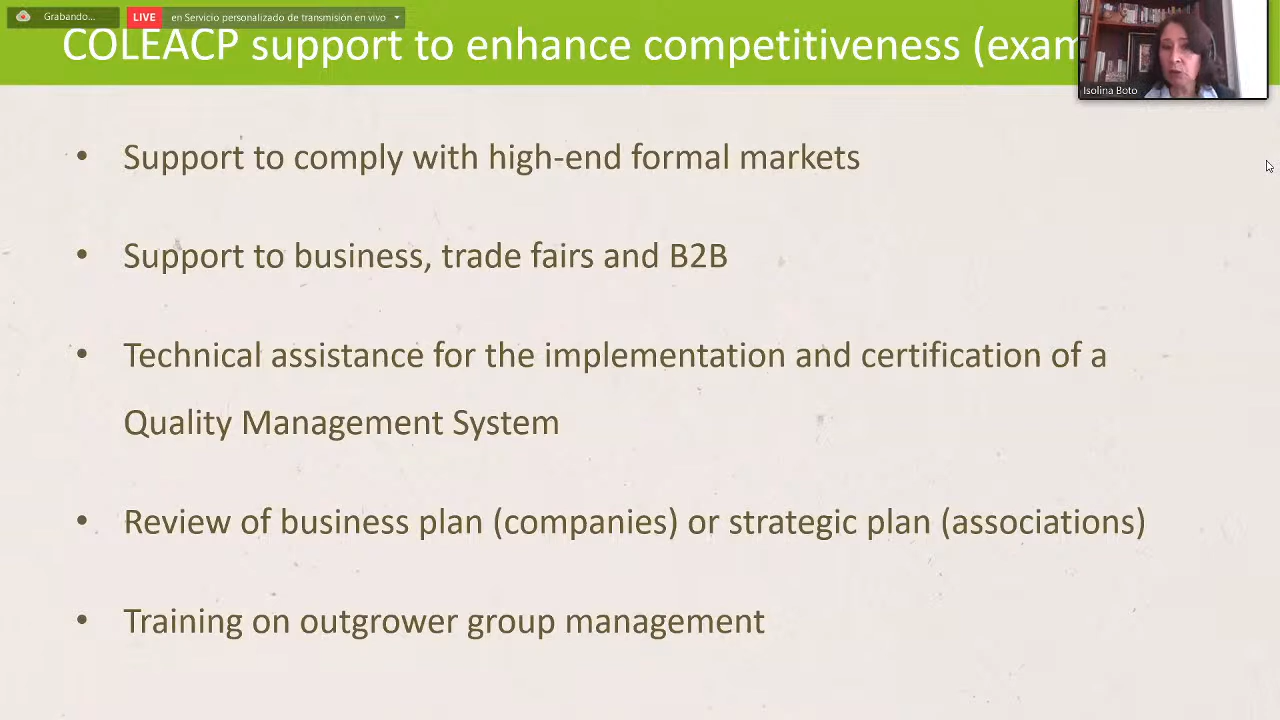 Grabando...
LIVE
en Servicio personalizado de transmisión en vivo
COLEACP support to enhance competitiveness (exam
Isolina Boto
• Support to comply with high-end formal markets
• Support to business, trade fairs and B2B
• Technical assistance for the implementation and certification of a
Quality Management System
• Review of business plan (companies) or strategic plan (associations)
• Training on outgrower group management